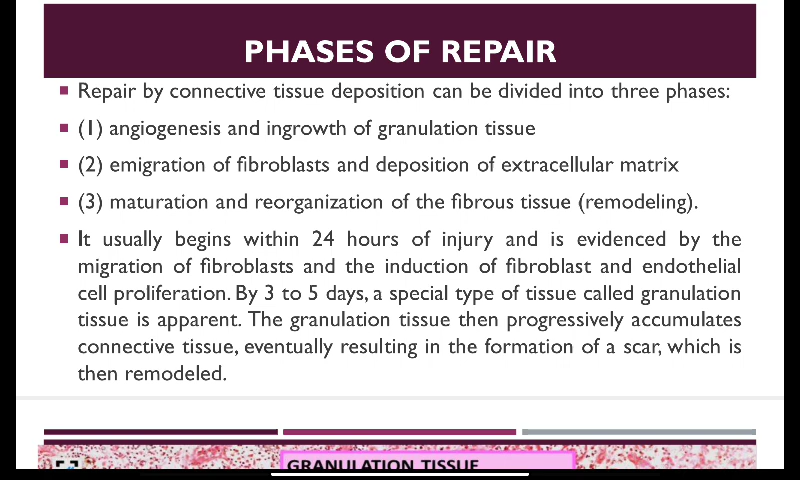 PHASES OF REPAIR
Repair by connective tissue deposition can be divided into three phases:
(1) angiogenesis and ingrowth of granulation tissue
(2) emigration of fibroblasts and deposition of extracellular matrix
(3) maturation and reorganization of the fibrous tissue (remodeling).
It usually begins within 24 hours of injury and is evidenced by the
migration of fibroblasts and the induction of fibroblast and endothelial
cell proliferation. By 3 to 5 days, a special type of tissue called granulation
tissue is apparent. The granulation tissue then progressively accumulates
connective tissue, eventually resulting in the formation of a scar, which is
then remodeled.
GRANULATION TISSUE